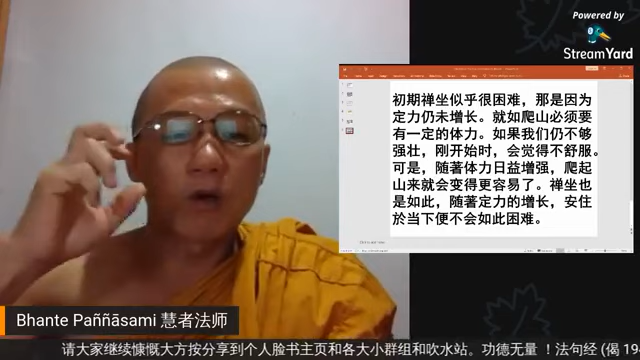 Powered by
StreamYard
初期禅坐似乎很困难，那是因为
定力仍未增长。就如爬山必须要
有一定的体力。如果我们仍不够
强壮，刚开始时，会觉得不舒服。
可是，随著体力日益增强，爬起
山来就会变得更容易了。禅坐也
是如此，随著定力的增长，安住
於当下便不会如此困难。
Bhante Paññāsami 慧者法师
请大家继续慷慨大方按分享到个人脸书主页和各大小群组和吹水站。功德无量 ！法句经 (偈 19